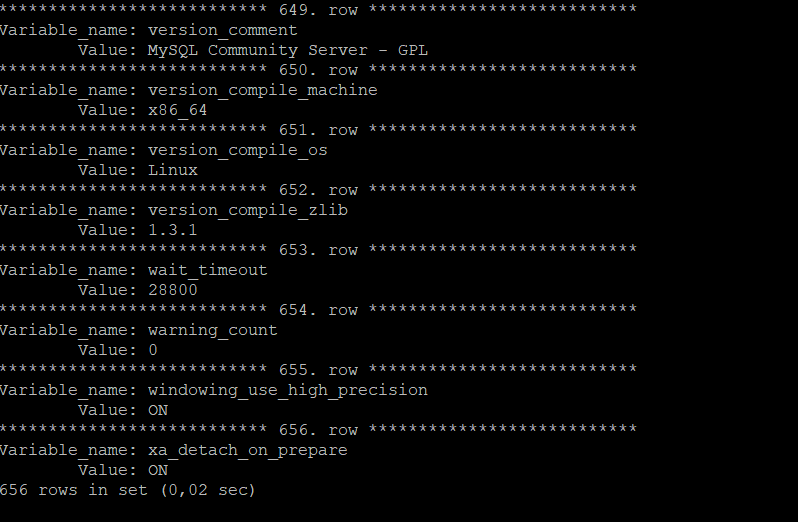 *************************** 649. row ***************************
Variable_name: version_comment
        Value: MySQL Community Server - GPL
*************************** 650. row ***************************
Variable_name: version_compile_machine
        Value: x86_64
*************************** 651. row ***************************
Variable_name: version_compile_os
        Value: Linux
*************************** 652. row ***************************
Variable_name: version_compile_zlib
        Value: 1.3.1
*************************** 653. row ***************************
Variable_name: wait_timeout
        Value: 28800
*************************** 654. row ***************************
Variable_name: warning_count
        Value: 0
*************************** 655. row ***************************
Variable_name: windowing_use_high_precision
        Value: ON
*************************** 656. row ***************************
Variable_name: xa_detach_on_prepare
        Value: ON
656 rows in set (0,02 sec)